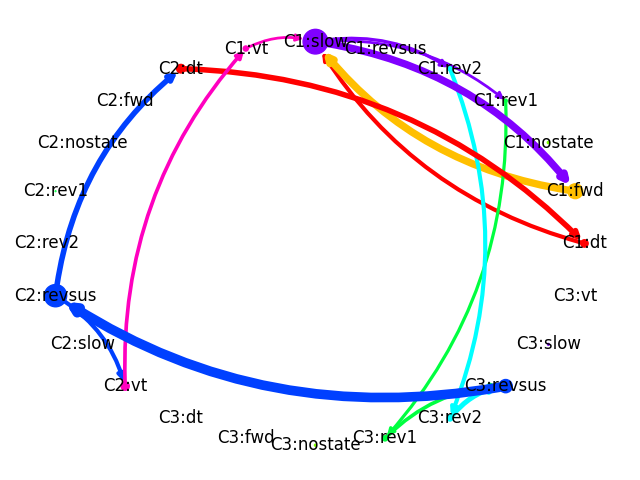 C1:slow
C1:vt
C1:revsus
C2:dt
C1:rev2
C2:fwd
C1:rev1
C2:nostate
C1:nostate
C2:rev1
C1:fwd
C2:rev2
C1:dt
C2:revsus
C3:vt
C2:slow
C3:slow
C2:vt
C3:revsus
C3:dt
C3:rev2
C3:fwd
C3:rev1
C3:nostate